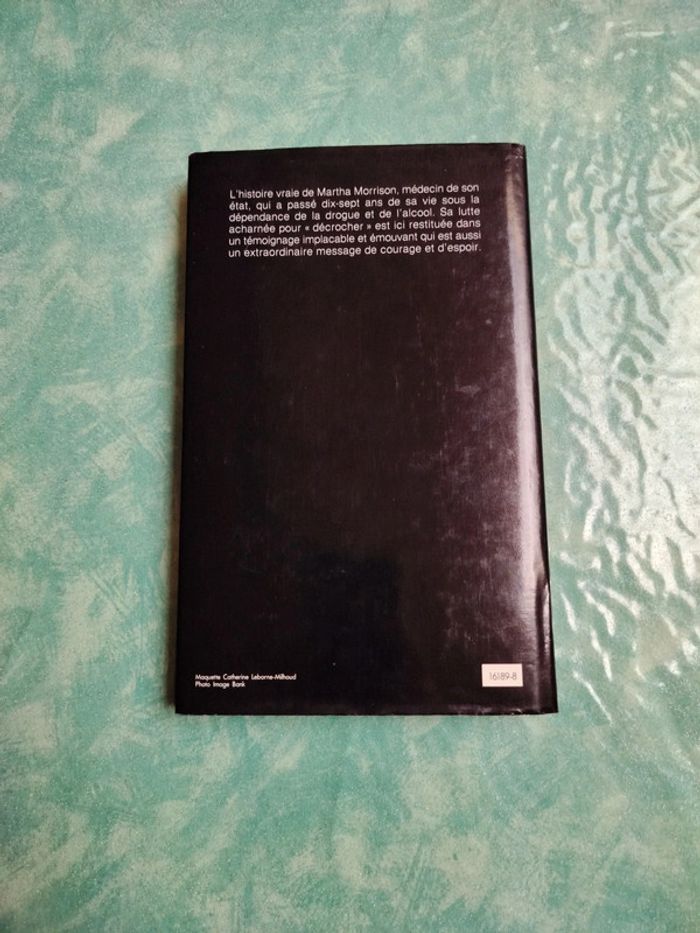 L'histoire vraie de Martha Morrison, médecin de son
état, qui a passé dix-sept ans de sa vie sous la
dépendance de la drogue et de l'alcool. Sa lutte
acharnée pour « décrocher » est ici restituée dans
un témoignage implacable et émouvant qui est aussi
un extraordinaire message de courage et d'espoir.
Maquette Catherine Leborne-Milhaud
Photo Image Bank
16189-8